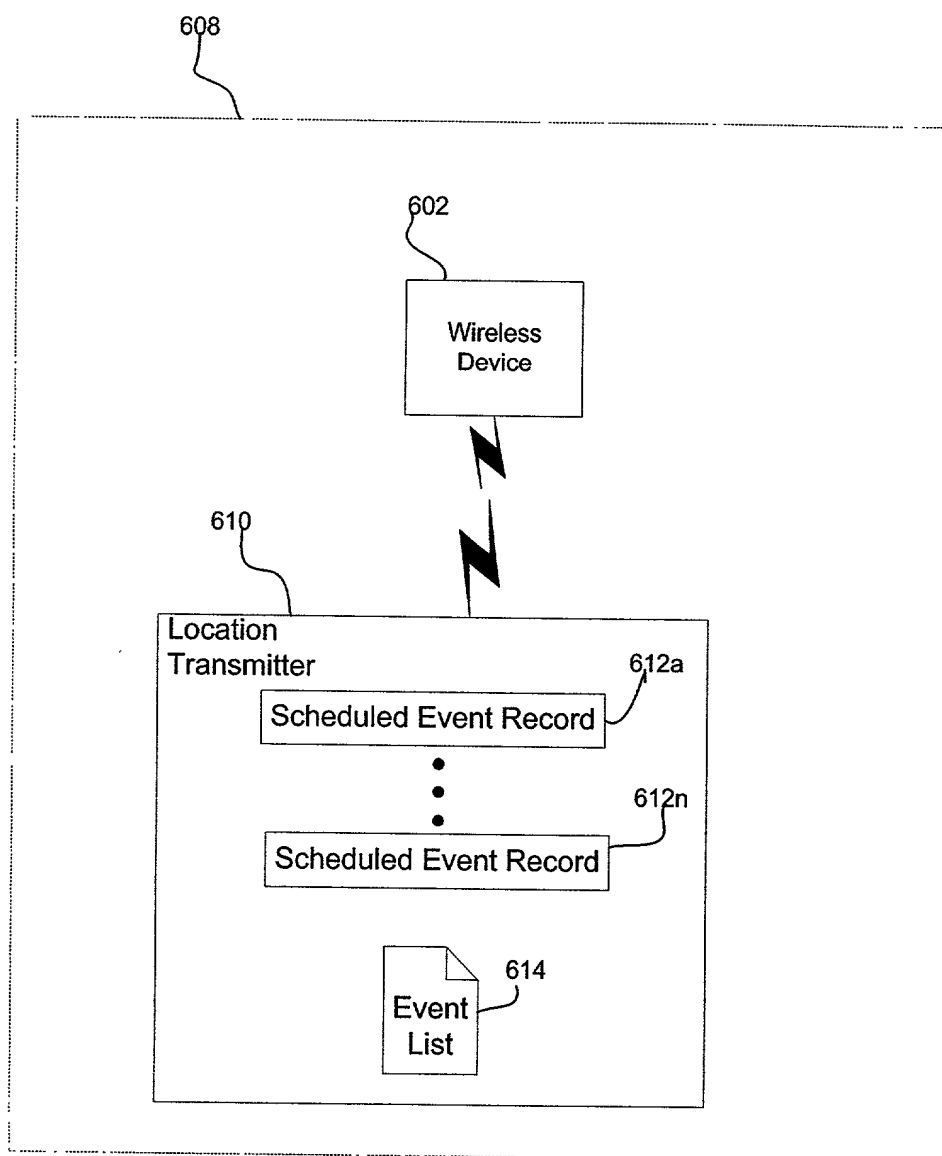 608
602
Wireless
Device
610
Location
Transmitter
612a
Scheduled Event Record
612n
Scheduled Event Record
614
Event
List